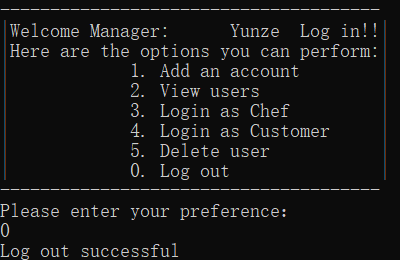 Welcome Manager:      Yunze  Log in!!
Here are the options you can perform:
1. Add an account
2. View users
3. Login as Chef
4. Login as Customer
5. Delete user
0. Log out
Please enter your preference:
0
Log out successful